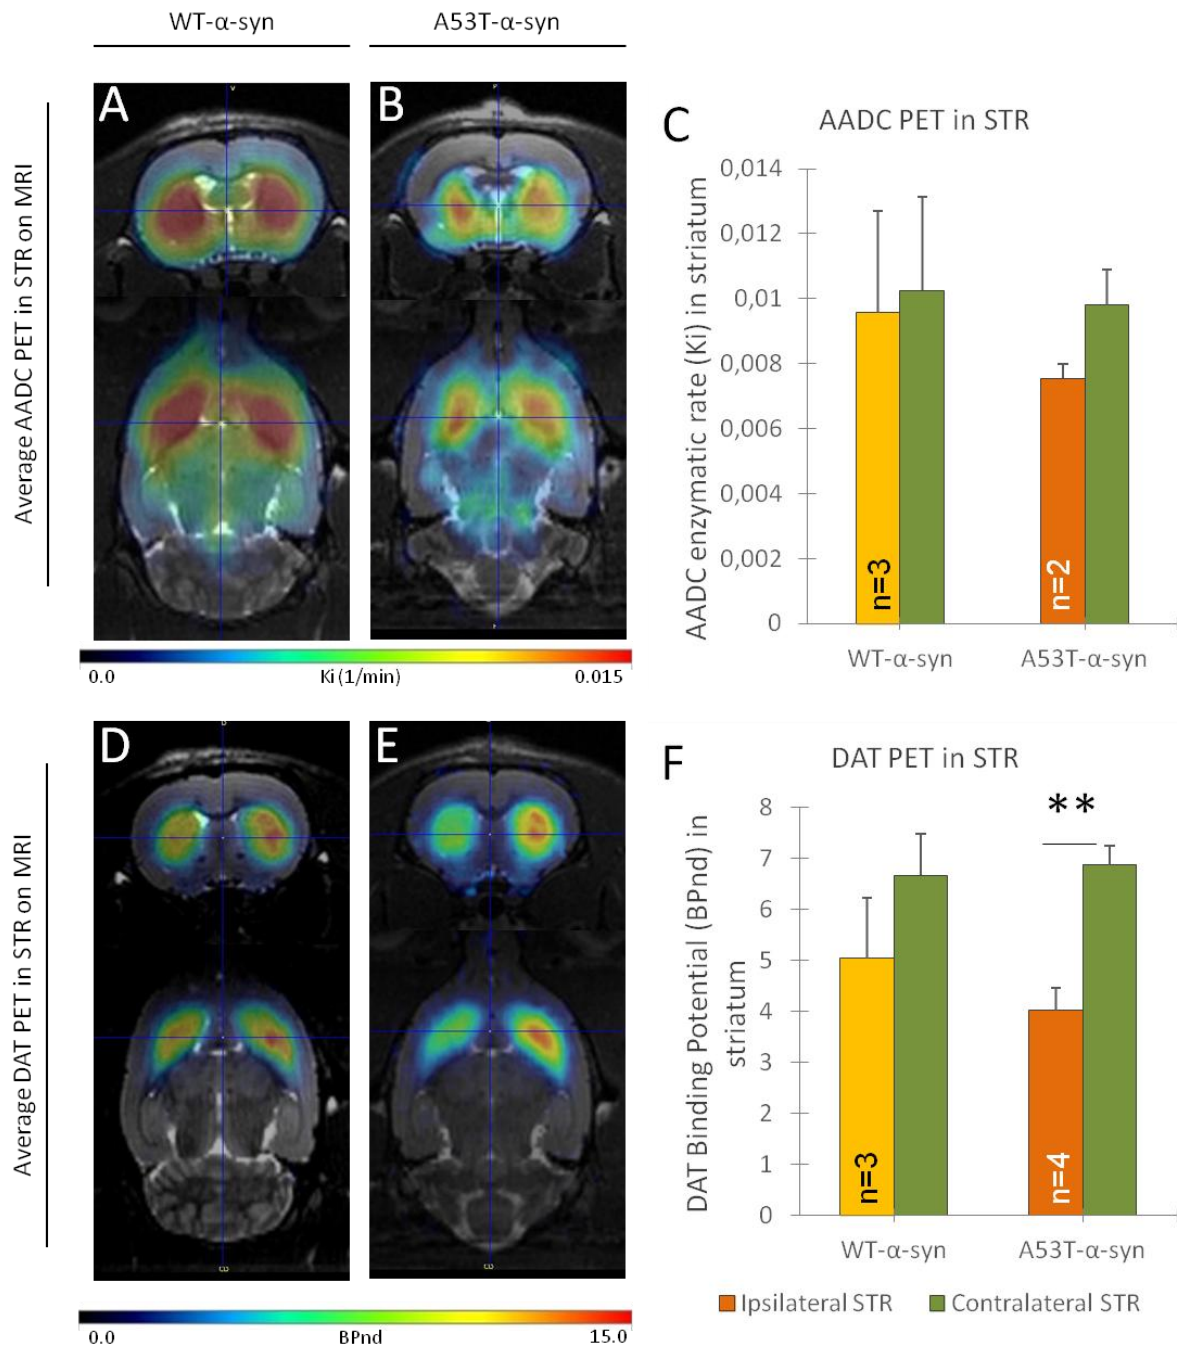 WT-α-syn
A53T-α-syn
Average AADC PET in STR on MRI
A
B
0.0
Ki (1/min)
0.015
C
AADC PET in STR
AADC enzymatic rate (Ki) in striatum
0,014
0,012
0,01
0,008
0,006
0,004
0,002
0
n=3
n=2
WT-α-syn
A53T-α-syn
Average DAT PET in STR on MRI
D
E
0.0
BPnd
15.0
F
DAT PET in STR
DAT Binding Potential (BPnd) in
striatum
8
7
6
5
4
3
2
1
0
**
n=3
n=4
WT-α-syn
A53T-α-syn
Ipsilateral STR
Contralateral STR